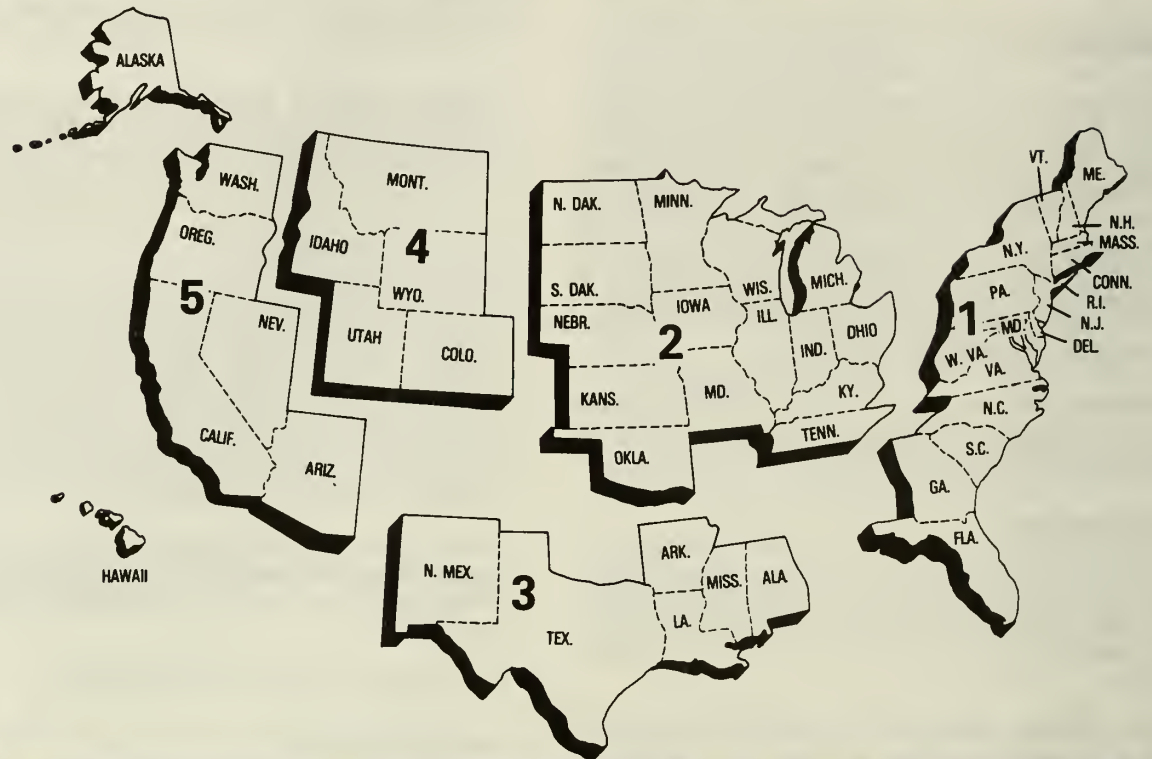 ALASKA
VT.
ME.
WASH.
MONT.
N. DAK.
MINN.
N.H.
MASS.
OREG.
IDAHO
4
N.Y.
CONN.
5
WYO.
S. DAK.
WIS.
MICH.
PA.
R.I.
NEV.
UTAH
COLO.
NEBR.
IOWA
2
ILL.
IND.
OHIO
1
MD.
N.J.
DEL.
W. VA.
VA.
KANS.
MO.
KY.
N.C.
CALIF.
ARIZ.
OKLA.
TENN.
S.C.
GA.
FLA.
HAWAII
N. MEX.
3
TEX.
ARK.
LA.
MISS.
ALA.